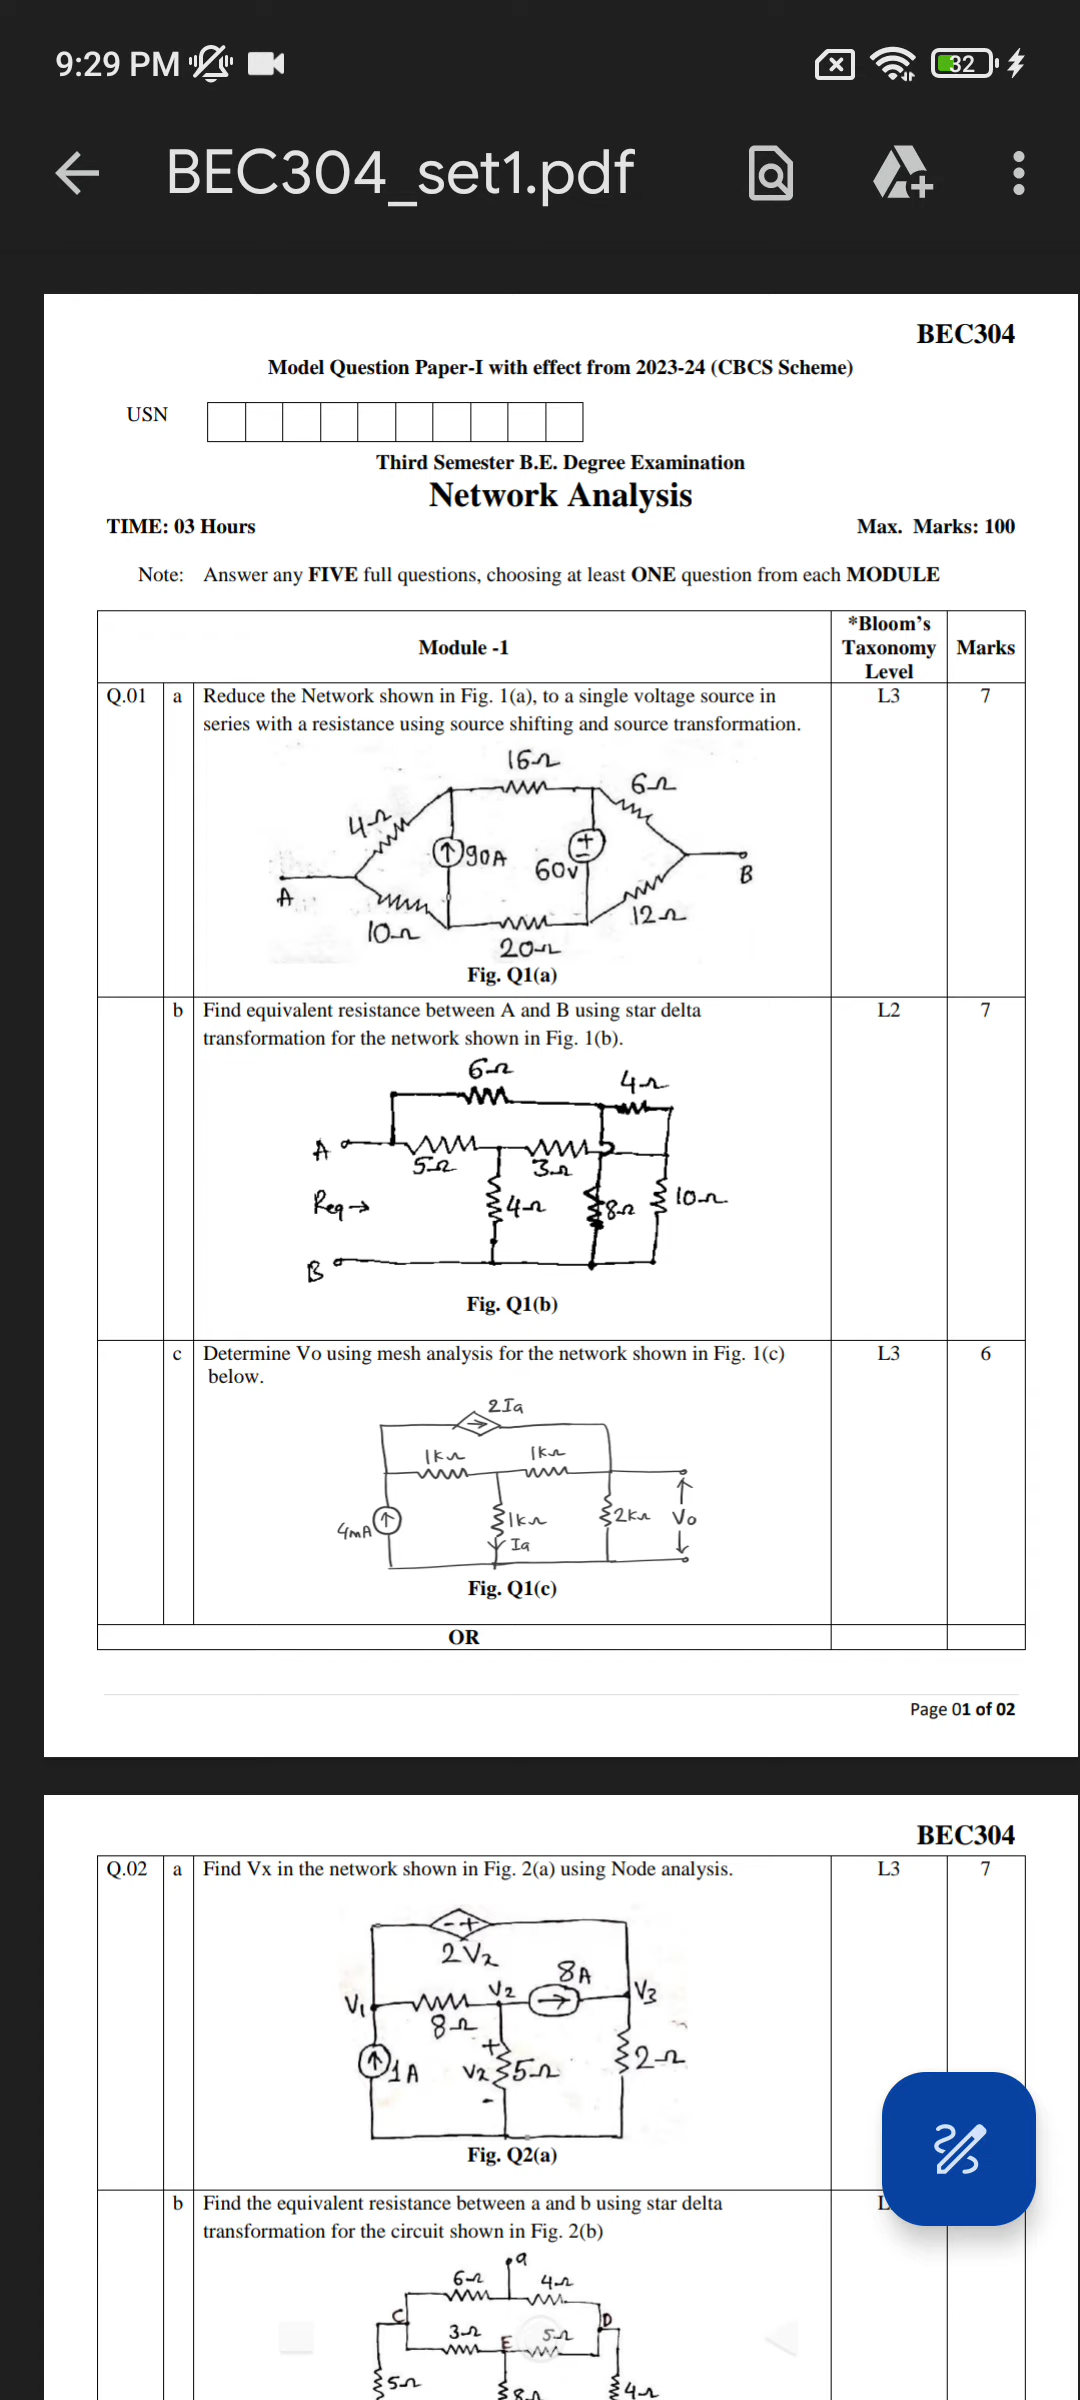 9:29 PM
32
BEC304_set1.pdf
BEC304
Model Question Paper-I with effect from 2023-24 (CBCS Scheme)
USN
Third Semester B.E. Degree Examination
Network Analysis
TIME: 03 Hours Max. Marks: 100
Note: Answer any FIVE full questions, choosing at least ONE question from each MODULE
Module -1 *Bloom's Taxonomy Level Marks
Q.01 a Reduce the Network shown in Fig. 1(a), to a single voltage source in L3 7
series with a resistance using source shifting and source transformation.
16Ω
6Ω
4Ω
90A 60V
A B
10Ω 12Ω
20Ω
Fig. Q1(a)
b Find equivalent resistance between A and B using star delta L2 7
transformation for the network shown in Fig. 1(b).
6Ω
4Ω
A
5Ω 3Ω
Req→ 4Ω 8Ω 10Ω
B
Fig. Q1(b)
c Determine Vo using mesh analysis for the network shown in Fig. 1(c) L3 6
below.
2Ia
1kΩ 1kΩ
4mA 1kΩ 2kΩ Vo
Ia
Fig. Q1(c)
OR
Page 01 of 02
BEC304
Q.02 a Find Vx in the network shown in Fig. 2(a) using Node analysis. L3 7
- +
2V2
8A
V1 V2 V3
8Ω
+
1A V2 5Ω 2Ω
-
Fig. Q2(a)
b Find the equivalent resistance between a and b using star delta L
transformation for the circuit shown in Fig. 2(b)
a
6Ω 4Ω
C D
3Ω E 5Ω
5Ω 8Ω 4Ω